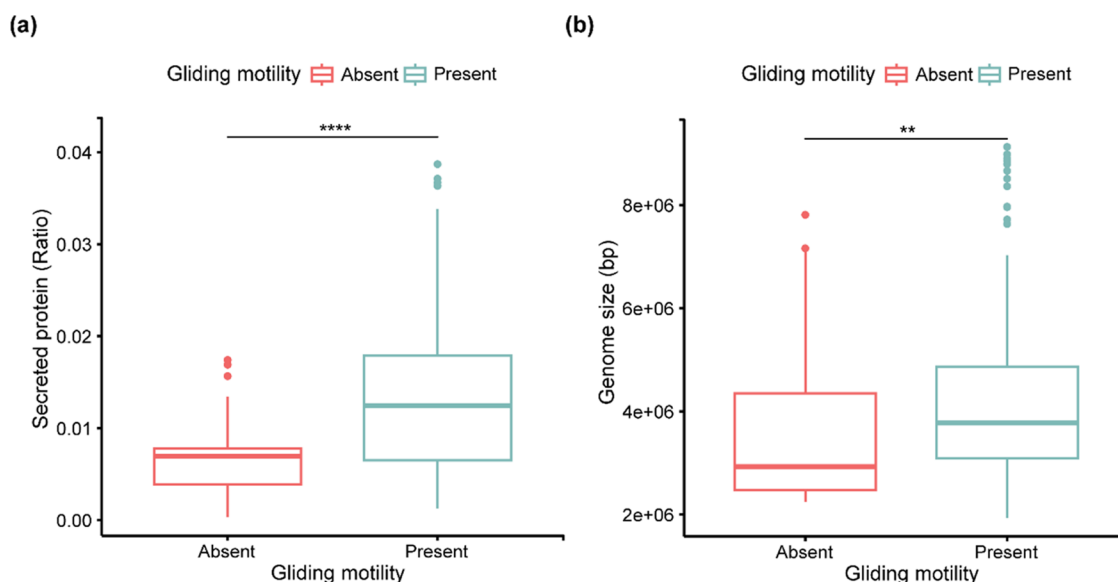 (a)
Gliding motility Absent Present
****
Secreted protein (Ratio)
0.04
0.03
0.02
0.01
0.00
Absent Present
Gliding motility
(b)
Gliding motility Absent Present
**
Genome size (bp)
8e+06
6e+06
4e+06
2e+06
Absent Present
Gliding motility